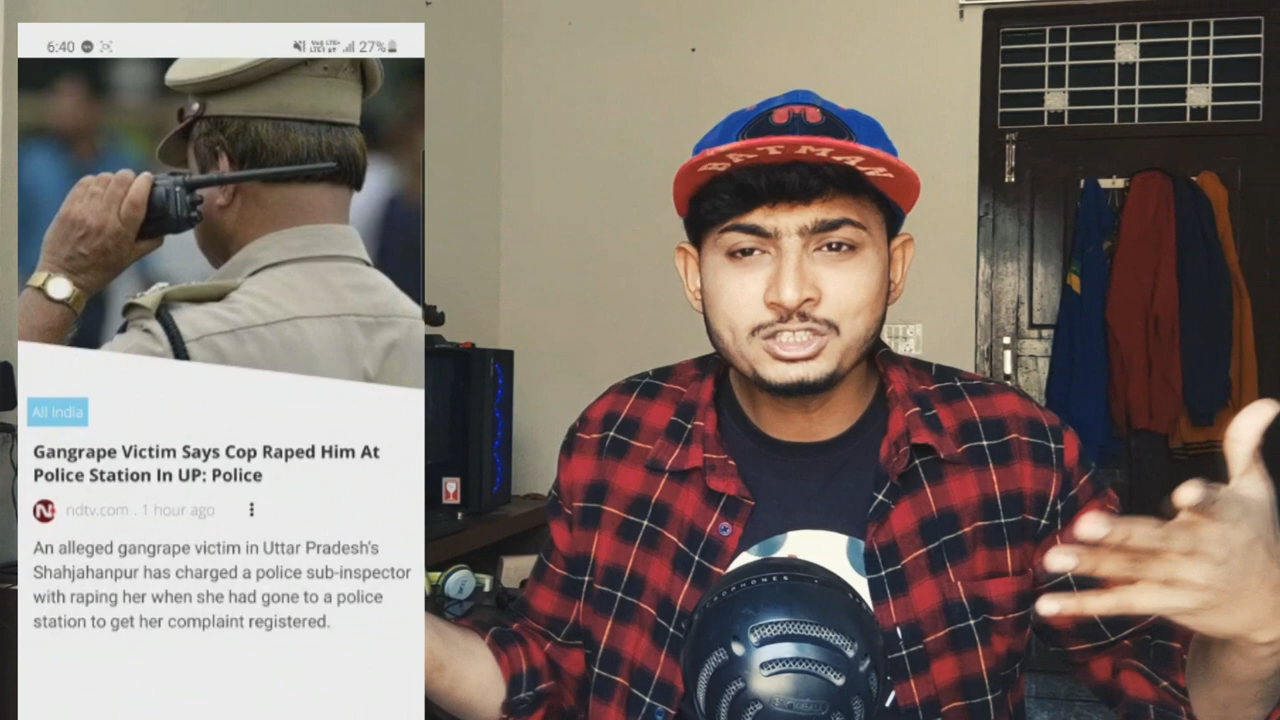 6:40
27%
All India
Gangrape Victim Says Cop Raped Him At
Police Station In UP: Police
ndtv.com . 1 hour ago
An alleged gangrape victim in Uttar Pradesh's
Shahjahanpur has charged a police sub-inspector
with raping her when she had gone to a police
station to get her complaint registered.
BATMAN